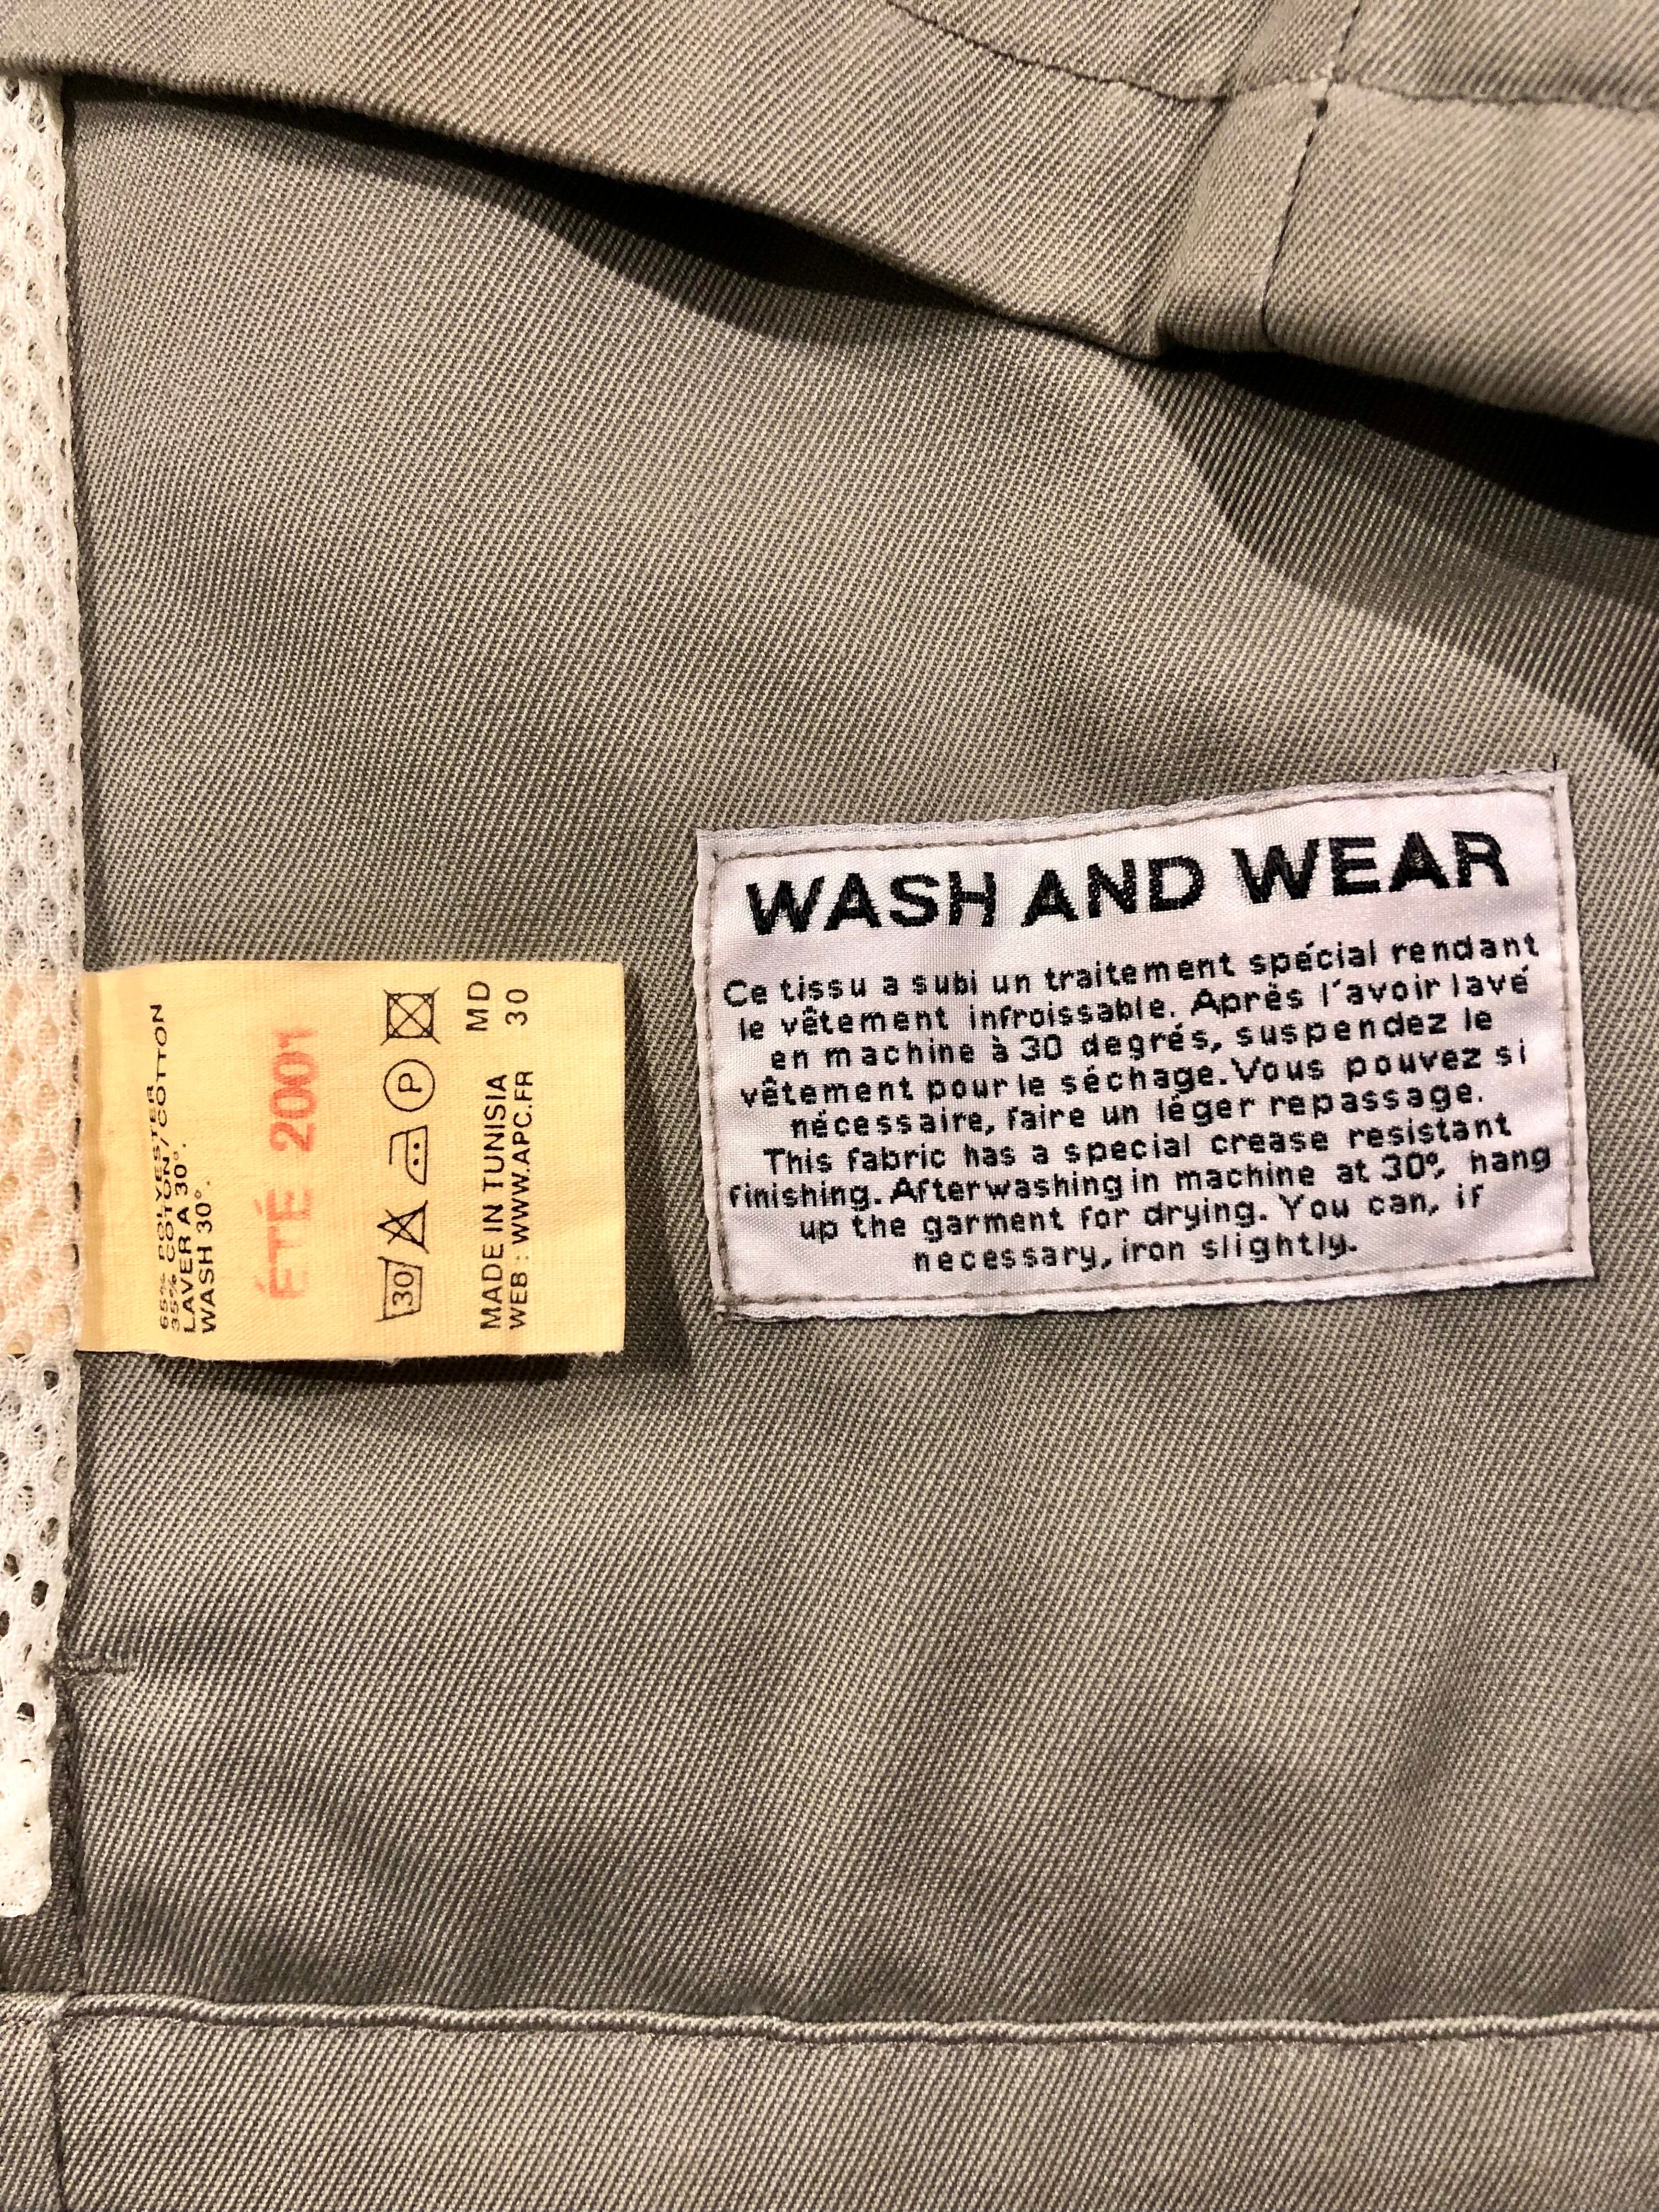 65% POLYESTER
35% COTON/COTTON
LAVER A 30°.
WASH 30°.
ÉTÉ 2001
30
P
MADE IN TUNISIA MD
WEB : WWW.APC.FR 30
WASH AND WEAR
Ce tissu a subi un traitement spécial rendant
le vêtement infroissable. Après l'avoir lavé
en machine à 30 degrés, suspendez le
vêtement pour le séchage. Vous pouvez si
nécessaire, faire un léger repassage.
This fabric has a special crease resistant
finishing. After washing in machine at 30°, hang
up the garment for drying. You can, if
necessary, iron slightly.